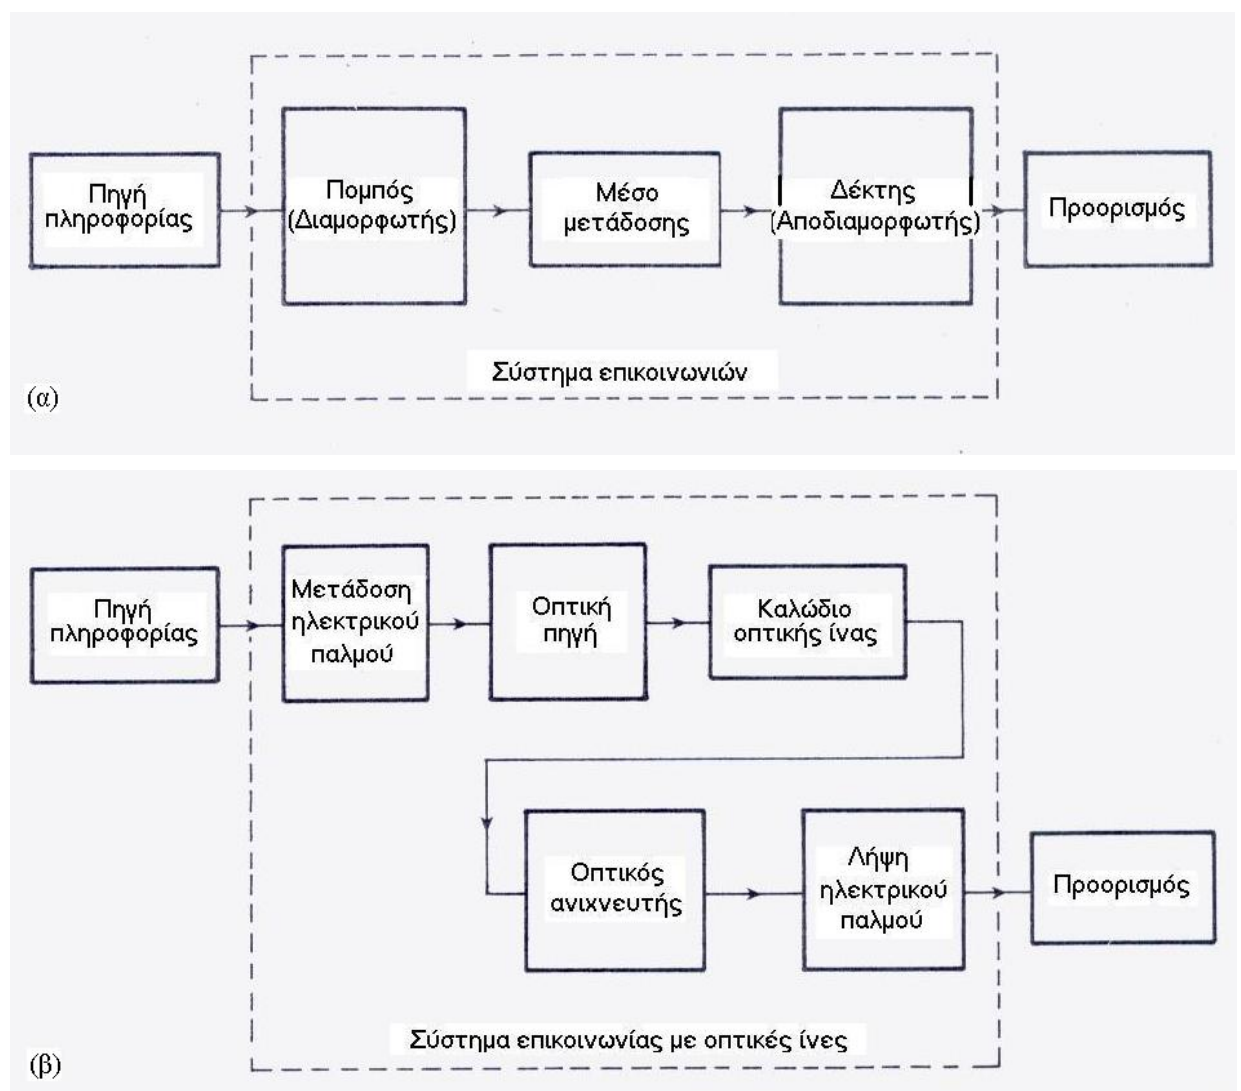 Πηγή
πληροφορίας
Πομπός
(Διαμορφωτής)
Μέσο
μετάδοσης
Δέκτης
(Αποδιαμορφωτής)
Προορισμός
Σύστημα επικοινωνιών
(α)
Πηγή
πληροφορίας
Μετάδοση
ηλεκτρικού
παλμού
Οπτική
πηγή
Καλώδιο
οπτικής ίνας
Οπτικός
ανιχνευτής
Λήψη
ηλεκτρικού
παλμού
Προορισμός
Σύστημα επικοινωνίας με οπτικές ίνες
(β)